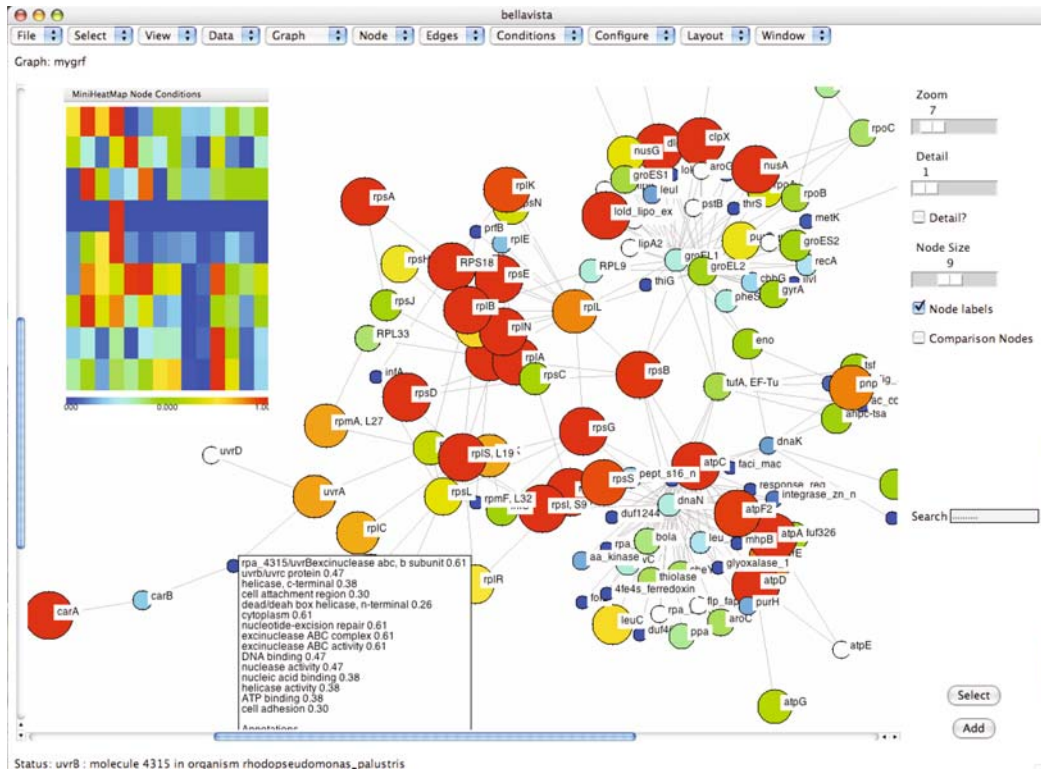 bellavista
File Select View Data Graph Node Edges Conditions Configure Layout Window
Graph: mygrf
MiniHeatMap Node Conditions
0.000
Zoom
7
Detail
1
Detail?
Node Size
9
Node labels
Comparison Nodes
Search
Select
Add
rpoC
nusG
clpX
aroG
nusA
groES1
leuI
rpoB
pstB
thrS
metK
rpsA
rplK
lold_lipo_ex
prfB
rplE
lipA2
groES2
recA
RPS18
rpsE
RPL9
groEL1
groEL2
thiG
gyrA
rpsJ
rplB
rplL
rplN
RPL33
eno
infA
rplA
rpsC
rpsB
tufA, EF-Tu
tsf
pnp
rpsD
ahpc-tsa
rpmA, L27
rpsG
dnaK
uvrD
rplS, L19
atpC
faci_mac
rpsS
pept_s16_n
response_reg
uvrA
rpsL
rpmF, L32
rpsI, S9
dnaN
integrase_zn_n
duf1244
atpF2
rplC
bola
mhpB
atpA
fuf326
aa_kinase
glyoxalase_1
thiolase
atpD
4fe4s_ferredoxin
purH
rplR
leuC
ppa
aroC
atpE
carA
carB
atpG
rpa_4315/uvrBexcinuclease abc, b subunit 0.61
uvrb/uvrc protein 0.47
helicase, c-terminal 0.38
cell attachment region 0.30
dead/deah box helicase, n-terminal 0.26
cytoplasm 0.61
nucleotide-excision repair 0.61
excinuclease ABC complex 0.61
excinuclease ABC activity 0.61
DNA binding 0.47
nuclease activity 0.47
nucleic acid binding 0.38
helicase activity 0.38
ATP binding 0.38
cell adhesion 0.30
Annotations
Status: uvrB : molecule 4315 in organism rhodopseudomonas_palustris